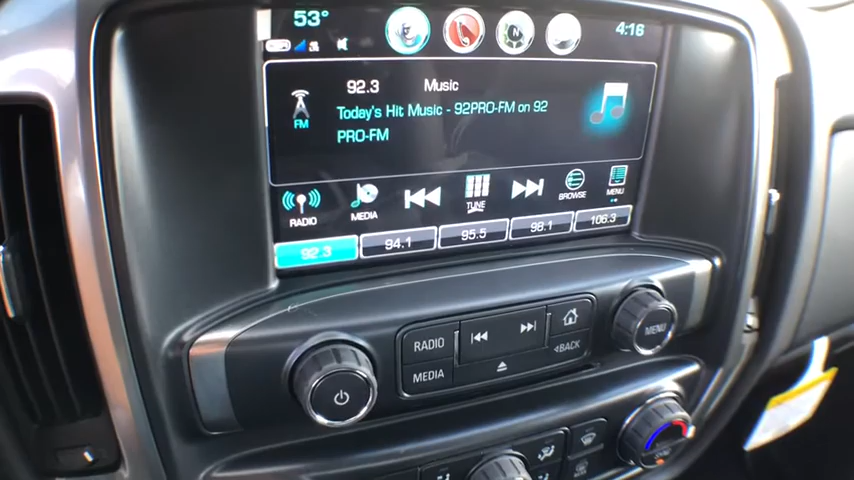 53° N 4:16
92.3 Music
Today's Hit Music - 92PRO-FM on 92
PRO-FM
FM
RADIO MEDIA TUNE BROWSE MENU
92.3 94.1 95.5 98.1 106.3
RADIO MENU
MEDIA BACK
SYNC